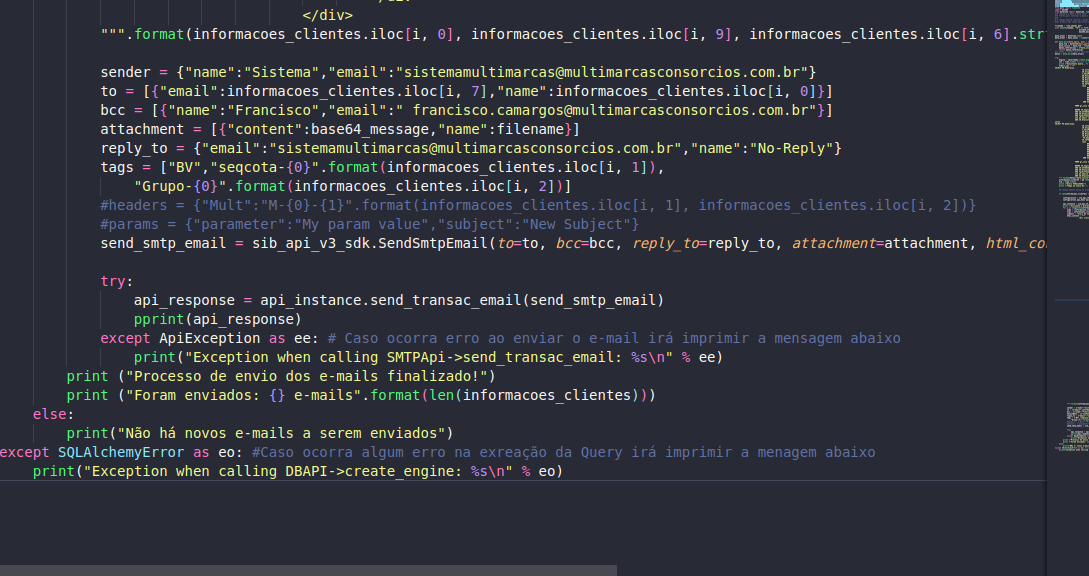 </div>
""".format(informacoes_clientes.iloc[i, 0], informacoes_clientes.iloc[i, 9], informacoes_clientes.iloc[i, 6].str
sender = {"name":"Sistema","email":"sistemamultimarcas@multimarcasconsorcios.com.br"}
to = [{"email":informacoes_clientes.iloc[i, 7],"name":informacoes_clientes.iloc[i, 0]}]
bcc = [{"name":"Francisco","email":" francisco.camargos@multimarcasconsorcios.com.br"}]
attachment = [{"content":base64_message,"name":filename}]
reply_to = {"email":"sistemamultimarcas@multimarcasconsorcios.com.br","name":"No-Reply"}
tags = ["BV","seqcota-{0}".format(informacoes_clientes.iloc[i, 1]),
"Grupo-{0}".format(informacoes_clientes.iloc[i, 2])]
#headers = {"Mult":"M-{0}-{1}".format(informacoes_clientes.iloc[i, 1], informacoes_clientes.iloc[i, 2])}
#params = {"parameter":"My param value","subject":"New Subject"}
send_smtp_email = sib_api_v3_sdk.SendSmtpEmail(to=to, bcc=bcc, reply_to=reply_to, attachment=attachment, html_co
try:
api_response = api_instance.send_transac_email(send_smtp_email)
pprint(api_response)
except ApiException as ee: # Caso ocorra erro ao enviar o e-mail irá imprimir a mensagem abaixo
print("Exception when calling SMTPApi->send_transac_email: %s\n" % ee)
print ("Processo de envio dos e-mails finalizado!")
print ("Foram enviados: {} e-mails".format(len(informacoes_clientes)))
else:
print("Não há novos e-mails a serem enviados")
except SQLAlchemyError as eo: #Caso ocorra algum erro na exreação da Query irá imprimir a menagem abaixo
print("Exception when calling DBAPI->create_engine: %s\n" % eo)